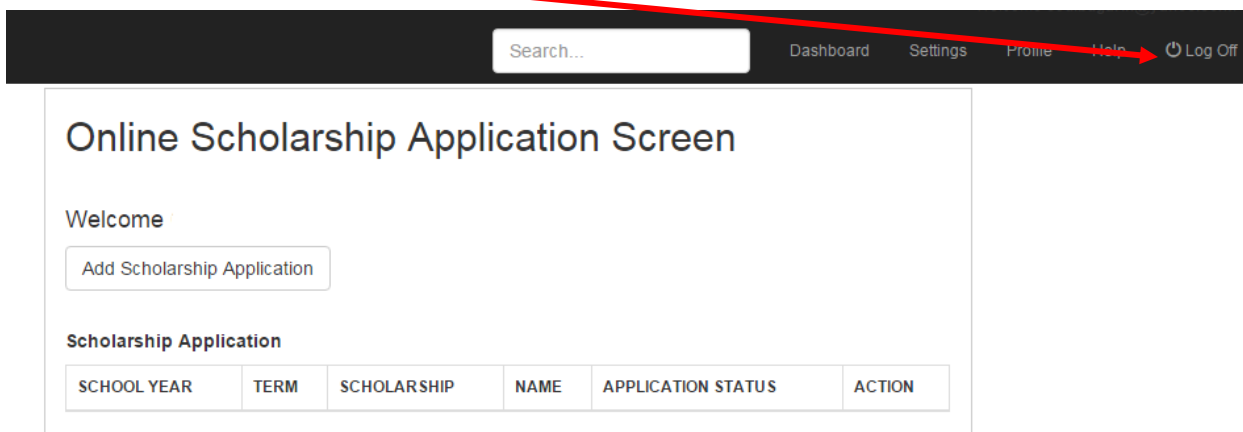 Search... Dashboard Settings Profile Help Log Off
Online Scholarship Application Screen
Welcome
Add Scholarship Application
Scholarship Application
SCHOOL YEAR TERM SCHOLARSHIP NAME APPLICATION STATUS ACTION